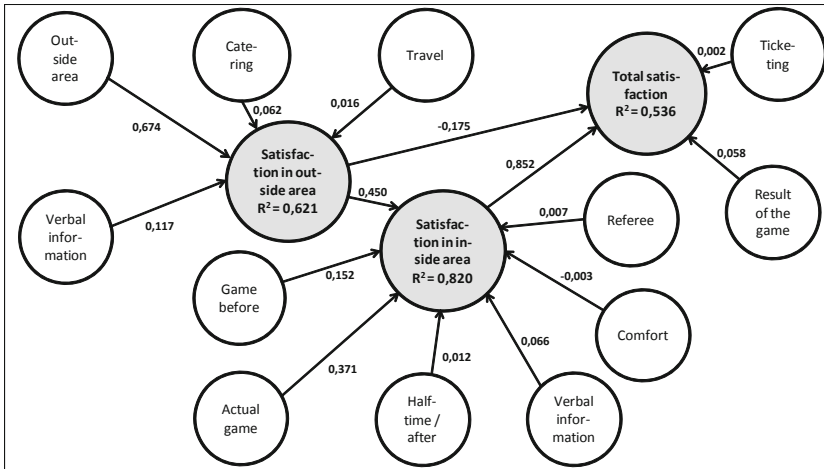 Out-
side
area
Cate-
ring
Travel
Ticke-
ting
0,002
Total satis-
faction
R² = 0,536
0,062
0,016
0,674
-0,175
0,852
0,058
Satisfac-
tion in out-
side area
R² = 0,621
0,450
Verbal
infor-
mation
0,117
Result
of the
game
Referee
0,007
Satisfac-
tion in in-
side area
R² = 0,820
Game
before
0,152
-0,003
Comfort
0,371
0,012
0,066
Actual
game
Half-
time /
after
Verbal
infor-
mation